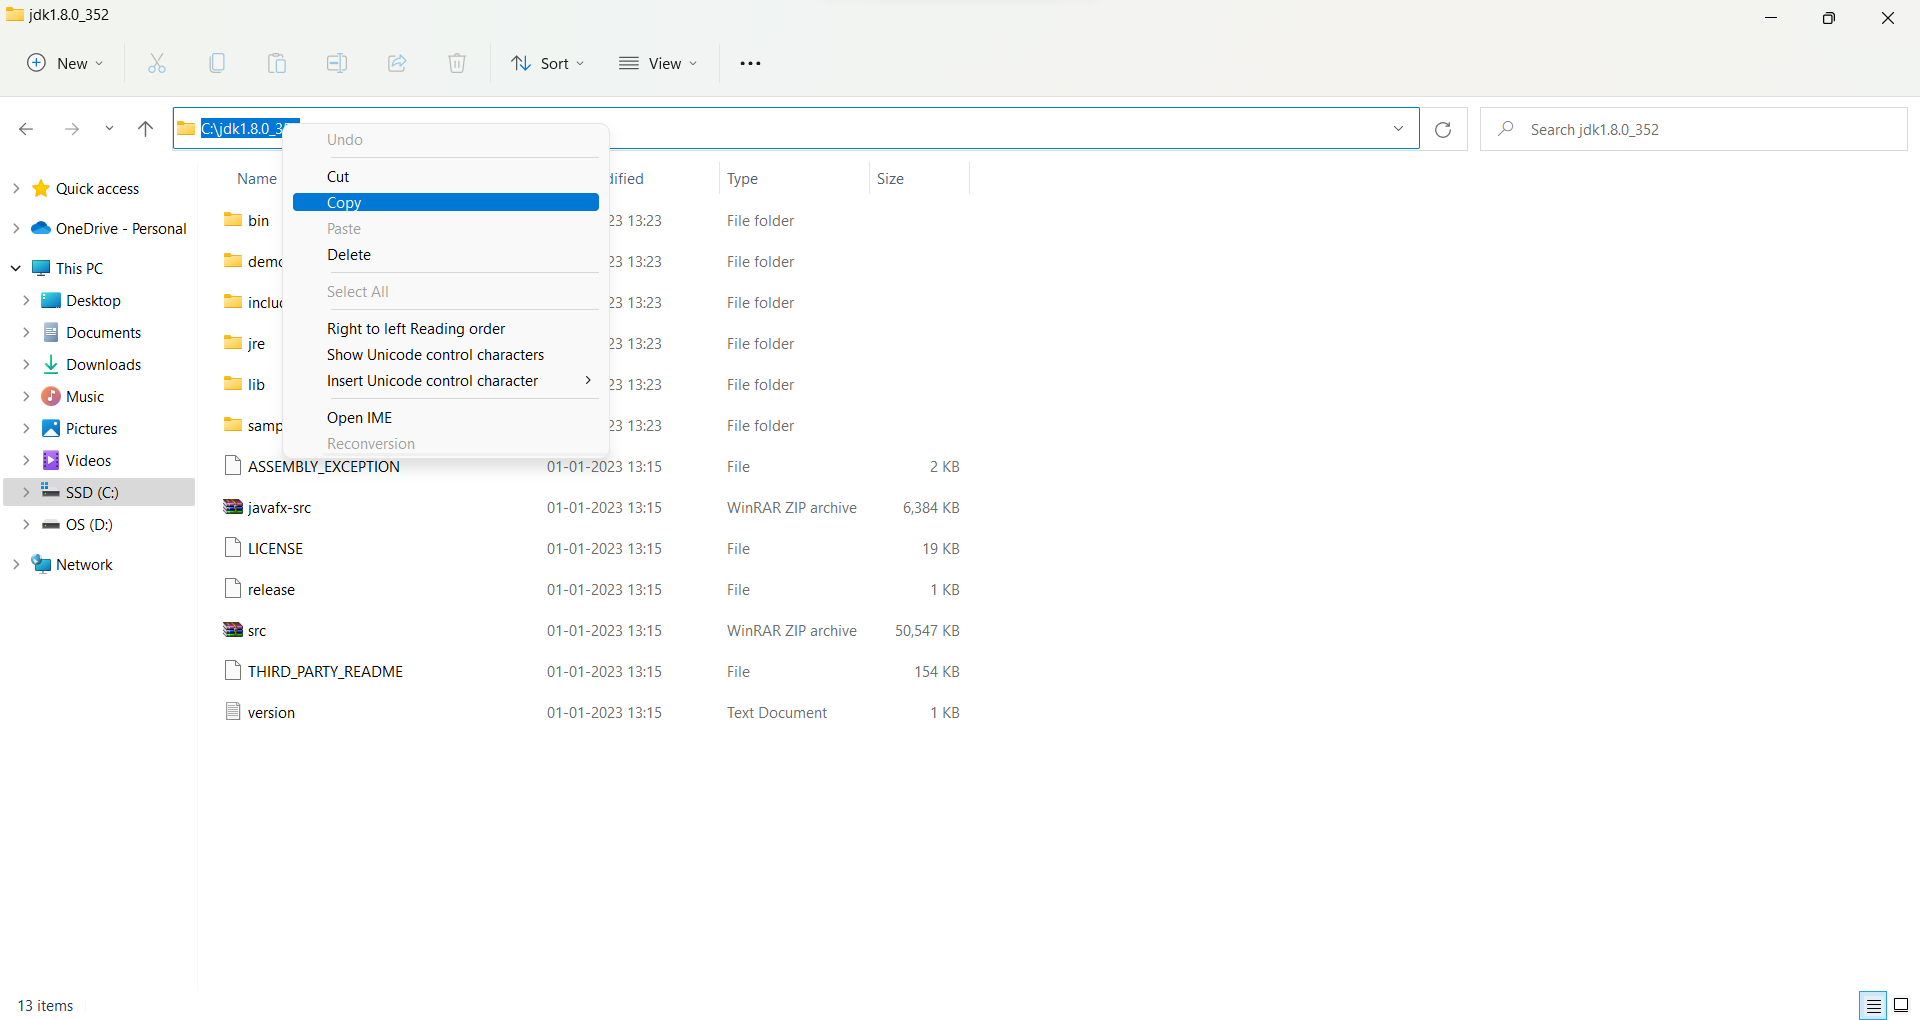 jdk1.8.0_352
New
Sort
View
C:\jdk1.8.0_3
Search jdk1.8.0_352
Undo
Cut
Copy
Paste
Delete
Select All
Right to left Reading order
Show Unicode control characters
Insert Unicode control character
Open IME
Reconversion
Quick access
OneDrive - Personal
This PC
Desktop
Documents
Downloads
Music
Pictures
Videos
SSD (C:)
OS (D:)
Network
Name dified Type Size
bin 23 13:23 File folder
demo 23 13:23 File folder
includ 23 13:23 File folder
jre 23 13:23 File folder
lib 23 13:23 File folder
samp 23 13:23 File folder
ASSEMBLY_EXCEPTION 01-01-2023 13:15 File 2 KB
javafx-src 01-01-2023 13:15 WinRAR ZIP archive 6,384 KB
LICENSE 01-01-2023 13:15 File 19 KB
release 01-01-2023 13:15 File 1 KB
src 01-01-2023 13:15 WinRAR ZIP archive 50,547 KB
THIRD_PARTY_README 01-01-2023 13:15 File 154 KB
version 01-01-2023 13:15 Text Document 1 KB
13 items